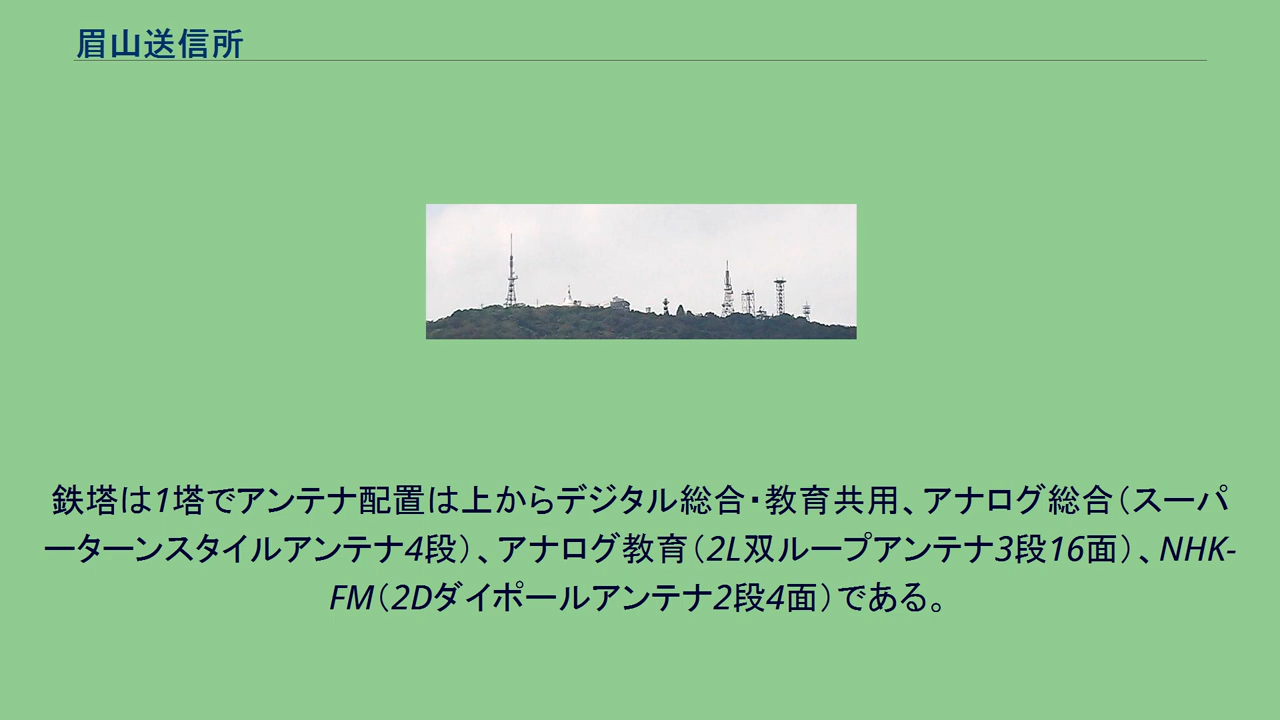 眉山送信所
鉄塔は1塔でアンテナ配置は上からデジタル総合・教育共用、アナログ総合（スーパ
ーターンスタイルアンテナ4段）、アナログ教育（2L双ループアンテナ3段16面）、NHK-
FM（2Dダイポールアンテナ2段4面）である。